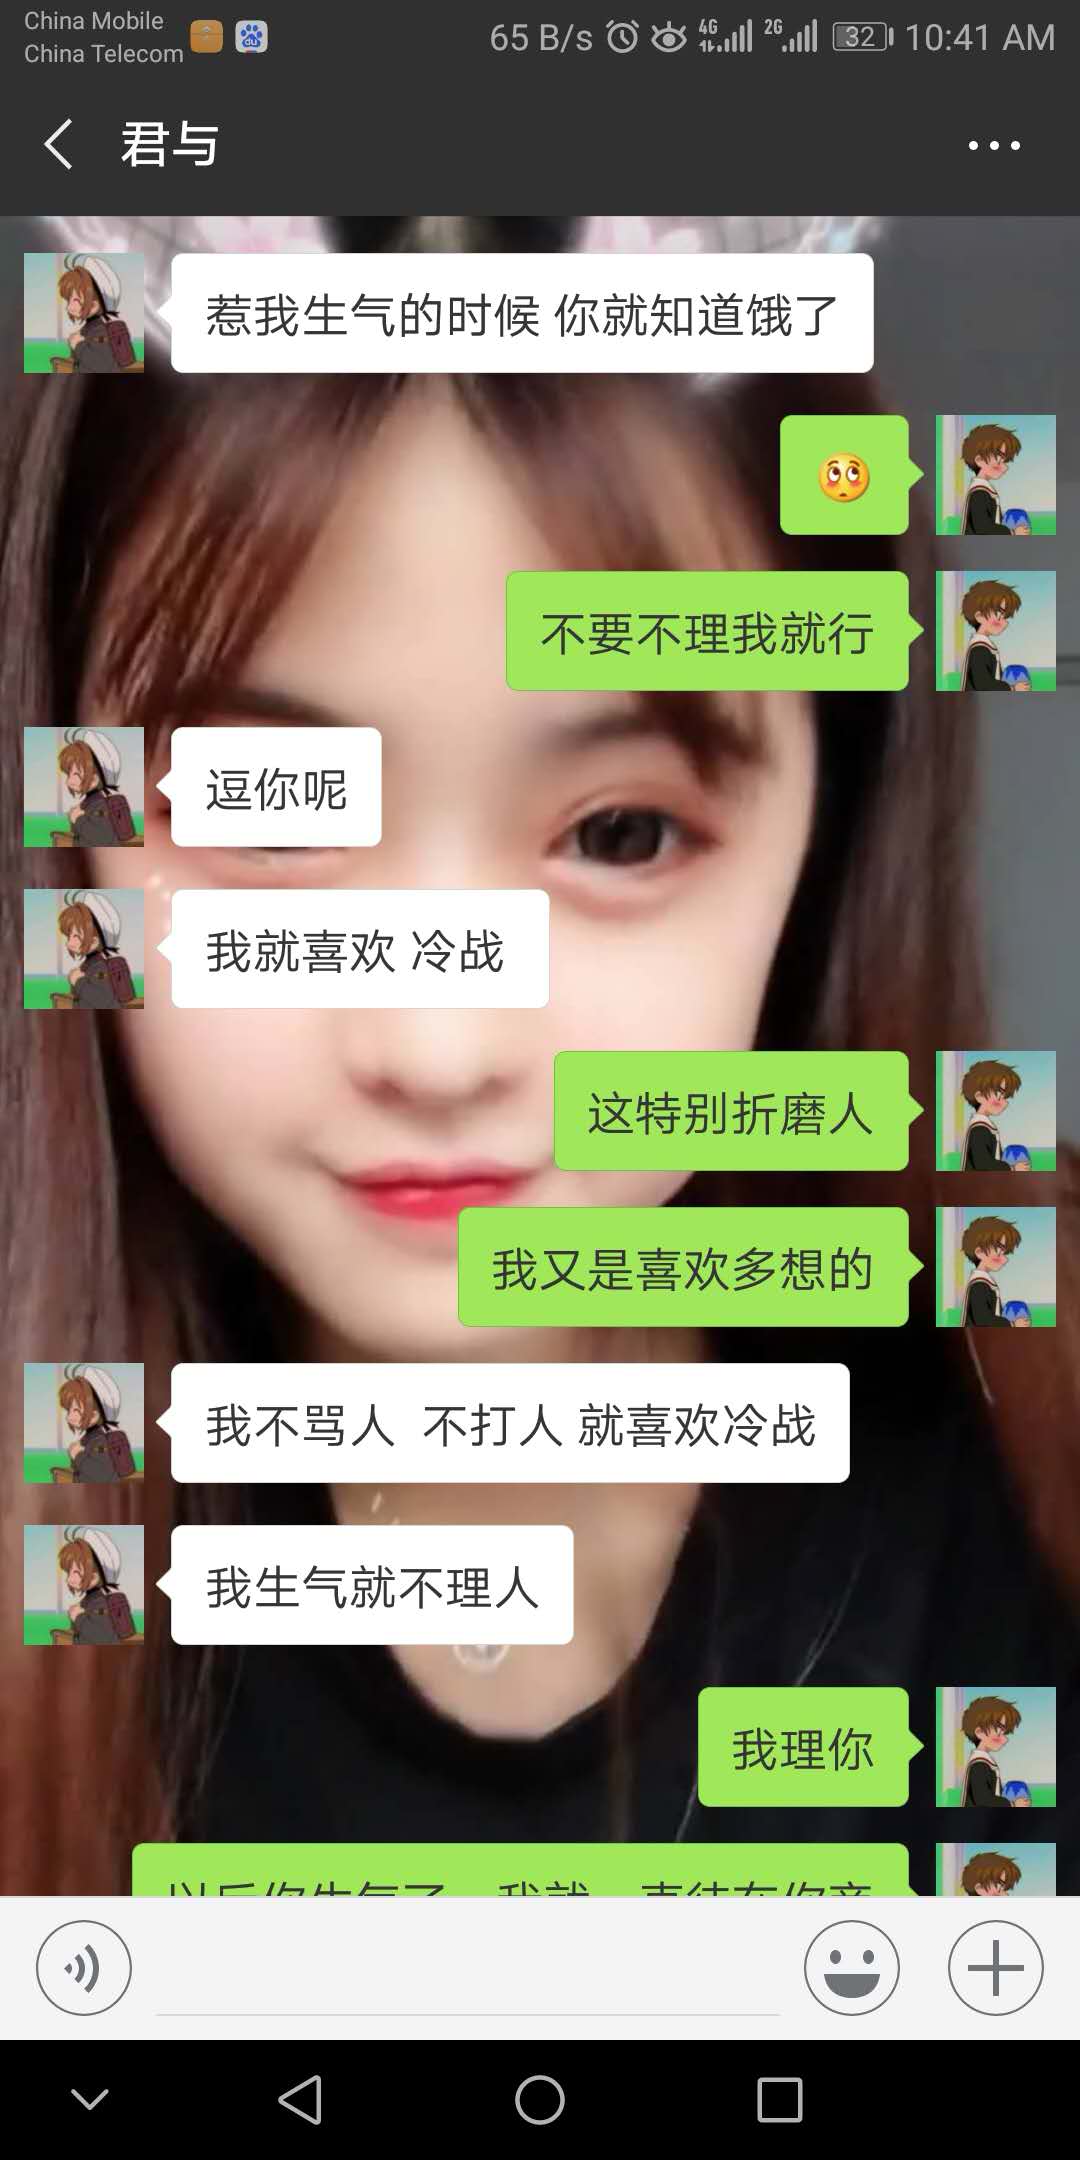 China Mobile
China Telecom
du
65 B/s 4G 2G 32 10:41 AM
君与
惹我生气的时候 你就知道饿了
不要不理我就行
逗你呢
我就喜欢 冷战
这特别折磨人
我又是喜欢多想的
我不骂人 不打人 就喜欢冷战
我生气就不理人
我理你